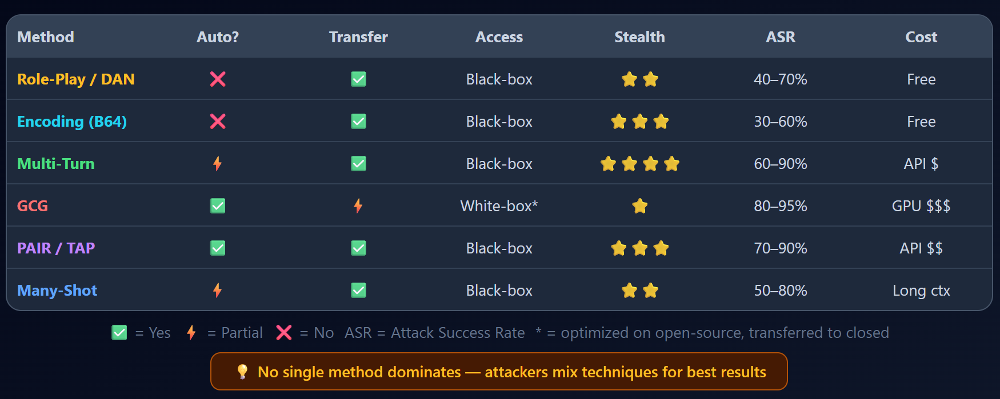 Method Auto? Transfer Access Stealth ASR Cost
Role-Play / DAN ❌ ✅ Black-box ⭐⭐ 40–70% Free
Encoding (B64) ❌ ✅ Black-box ⭐⭐⭐ 30–60% Free
Multi-Turn ⚡ ✅ Black-box ⭐⭐⭐⭐ 60–90% API $
GCG ✅ ⚡ White-box* ⭐ 80–95% GPU $$$
PAIR / TAP ✅ ✅ Black-box ⭐⭐⭐ 70–90% API $$
Many-Shot ⚡ ✅ Black-box ⭐⭐ 50–80% Long ctx
✅ = Yes ⚡ = Partial ❌ = No ASR = Attack Success Rate * = optimized on open-source, transferred to closed
💡 No single method dominates — attackers mix techniques for best results